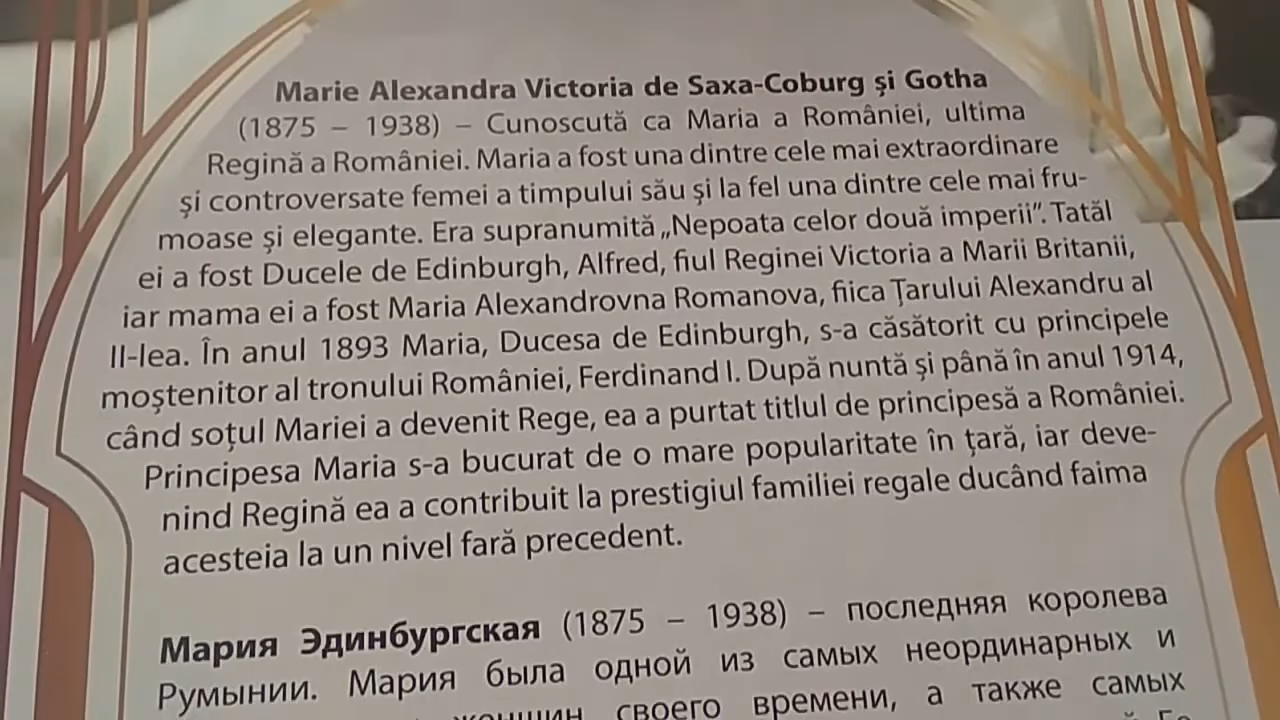 Marie Alexandra Victoria de Saxa-Coburg şi Gotha
(1875 – 1938) – Cunoscută ca Maria a României, ultima
Regină a României. Maria a fost una dintre cele mai extraordinare
şi controversate femei a timpului său şi la fel una dintre cele mai fru-
moase şi elegante. Era supranumită „Nepoata celor două imperii”. Tatăl
ei a fost Ducele de Edinburgh, Alfred, fiul Reginei Victoria a Marii Britanii,
iar mama ei a fost Maria Alexandrovna Romanova, fiica Ţarului Alexandru al
II-lea. În anul 1893 Maria, Ducesa de Edinburgh, s-a căsătorit cu principele
moştenitor al tronului României, Ferdinand I. După nuntă şi până în anul 1914,
când soţul Mariei a devenit Rege, ea a purtat titlul de principesă a României.
Principesa Maria s-a bucurat de o mare popularitate în ţară, iar deve-
nind Regină ea a contribuit la prestigiul familiei regale ducând faima
acesteia la un nivel fară precedent.
Мария Эдинбургская (1875 – 1938) – последняя королева
Румынии. Мария была одной из самых неординарных и
своего времени, а также самых